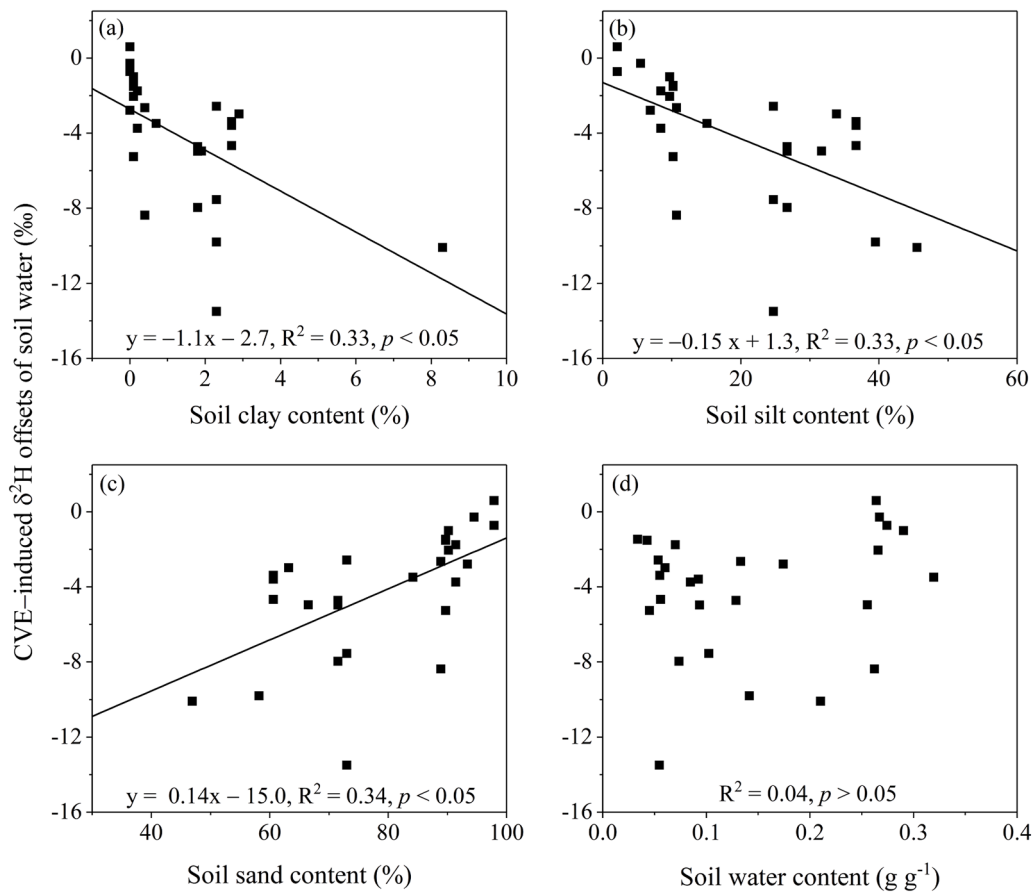 CVE−induced δ²H offsets of soil water (‰)
(a)
0
-4
-8
-12
-16
y = −1.1x − 2.7, R² = 0.33, p < 0.05
0 2 4 6 8 10
Soil clay content (%)
(b)
0
-4
-8
-12
-16
y = −0.15 x + 1.3, R² = 0.33, p < 0.05
0 20 40 60
Soil silt content (%)
(c)
0
-4
-8
-12
-16
y = 0.14x − 15.0, R² = 0.34, p < 0.05
40 60 80 100
Soil sand content (%)
(d)
0
-4
-8
-12
-16
R² = 0.04, p > 0.05
0.0 0.1 0.2 0.3 0.4
Soil water content (g g⁻¹)